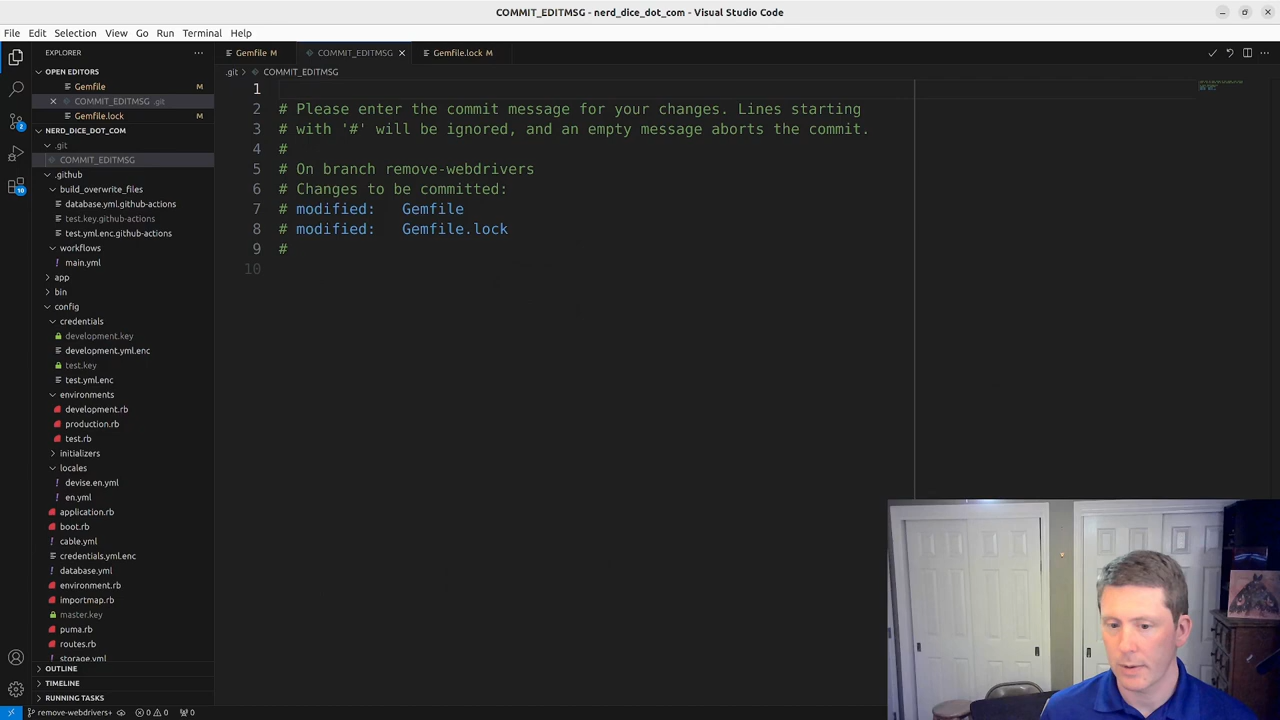 COMMIT_EDITMSG - nerd_dice_dot_com - Visual Studio Code
File Edit Selection View Go Run Terminal Help
EXPLORER
OPEN EDITORS
Gemfile M
COMMIT_EDITMSG .git
Gemfile.lock M
NERD_DICE_DOT_COM
.git
COMMIT_EDITMSG
.github
build_overwrite_files
database.yml.github-actions
test.key.github-actions
test.yml.enc.github-actions
workflows
main.yml
app
bin
config
credentials
development.key
development.yml.enc
test.key
test.yml.enc
environments
development.rb
production.rb
test.rb
initializers
locales
devise.en.yml
en.yml
application.rb
boot.rb
cable.yml
credentials.yml.enc
database.yml
environment.rb
importmap.rb
master.key
puma.rb
routes.rb
storage.yml
OUTLINE
TIMELINE
RUNNING TASKS
2
10
Gemfile M COMMIT_EDITMSG Gemfile.lock M
.git > COMMIT_EDITMSG
1
2 # Please enter the commit message for your changes. Lines starting
3 # with '#' will be ignored, and an empty message aborts the commit.
4 #
5 # On branch remove-webdrivers
6 # Changes to be committed:
7 # modified: Gemfile
8 # modified: Gemfile.lock
9 #
10
remove-webdrivers+ 0 0 0